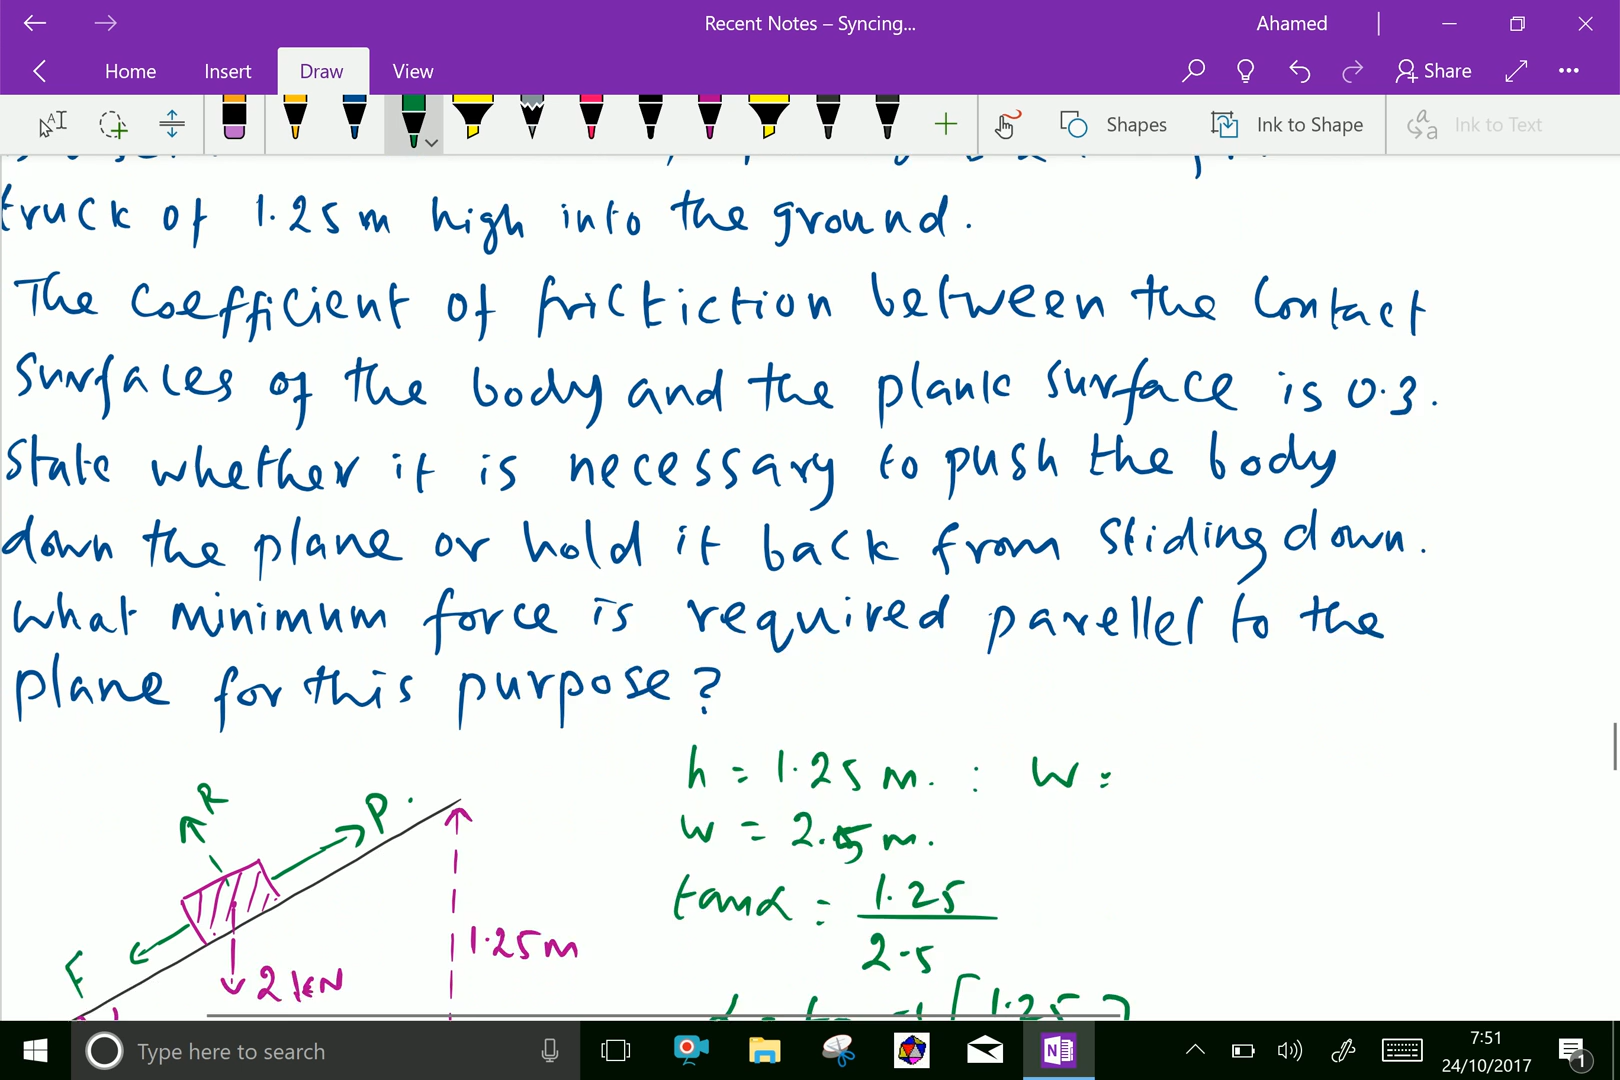 Recent Notes – Syncing...
Ahamed
Home Insert Draw View
Share
Shapes
Ink to Shape
Ink to Text
truck of 1.25m high into the ground.
The coefficient of frictiction between the contact
surfaces of the body and the plank surface is 0.3.
State whether it is necessary to push the body
down the plane or hold it back from sliding down.
what minimum force is required parellel to the
plane for this purpose?
h = 1.25 m. : W =
w = 2.5 m.
tanα = 1.25
2.5
R
P.
F
2 kN
1.25m
Type here to search
7:51
24/10/2017
1